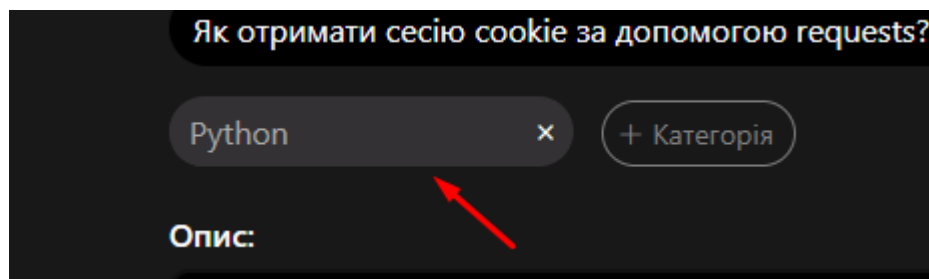 Як отримати сесію cookie за допомогою requests?
Python × + Категорія
Опис: